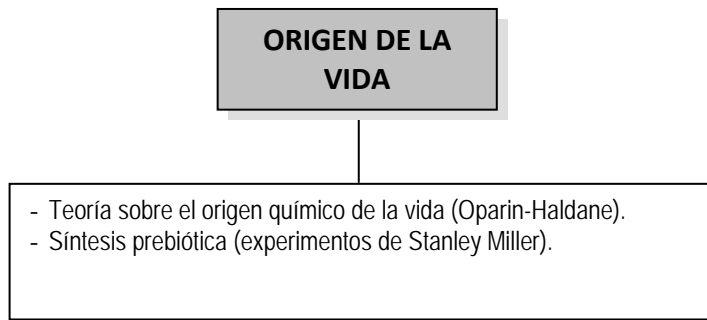 ORIGEN DE LA
VIDA
- Teoría sobre el origen químico de la vida (Oparin-Haldane).
- Síntesis prebiótica (experimentos de Stanley Miller).